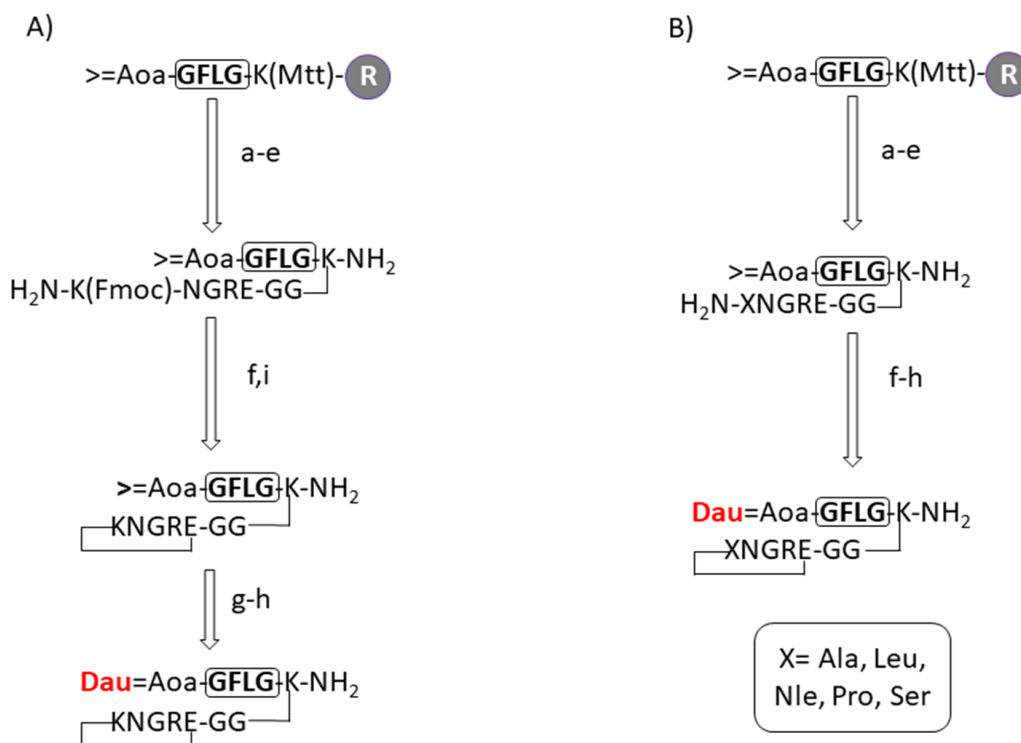 A)
>=Aoa-GFLG-K(Mtt)-R
a-e
>=Aoa-GFLG-K-NH2
H2N-K(Fmoc)-NGRE-GG
f,i
>=Aoa-GFLG-K-NH2
KNGRE-GG
g-h
Dau=Aoa-GFLG-K-NH2
KNGRE-GG
B)
>=Aoa-GFLG-K(Mtt)-R
a-e
>=Aoa-GFLG-K-NH2
H2N-XNGRE-GG
f-h
Dau=Aoa-GFLG-K-NH2
XNGRE-GG
X= Ala, Leu,
Nle, Pro, Ser